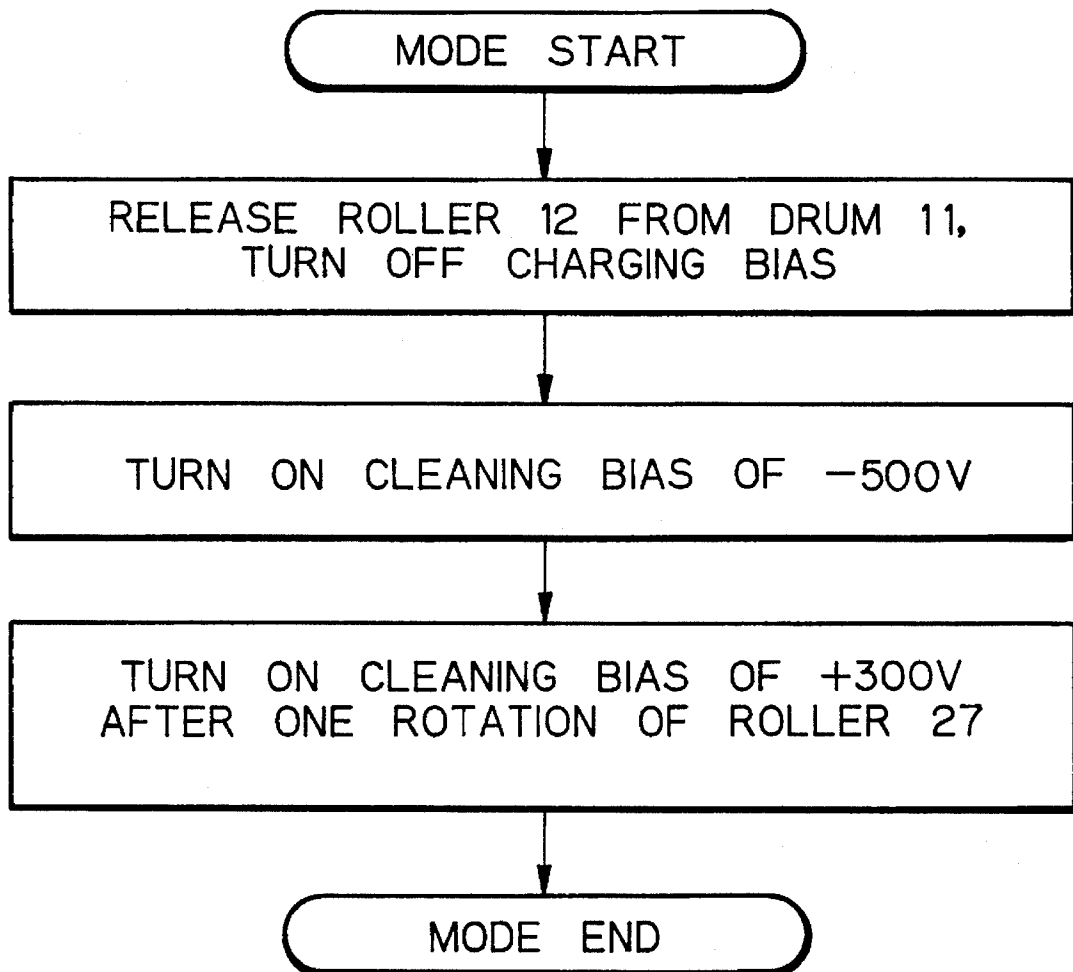 MODE START
RELEASE ROLLER 12 FROM DRUM 11,
TURN OFF CHARGING BIAS
TURN ON CLEANING BIAS OF −500V
TURN ON CLEANING BIAS OF +300V
AFTER ONE ROTATION OF ROLLER 27
MODE END